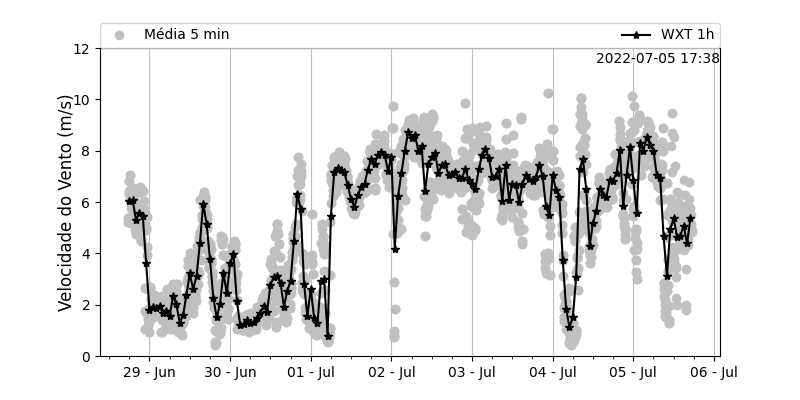 Média 5 min
WXT 1h
2022-07-05 17:38
Velocidade do Vento (m/s)
12
10
8
6
4
2
0
29 - Jun
30 - Jun
01 - Jul
02 - Jul
03 - Jul
04 - Jul
05 - Jul
06 - Jul